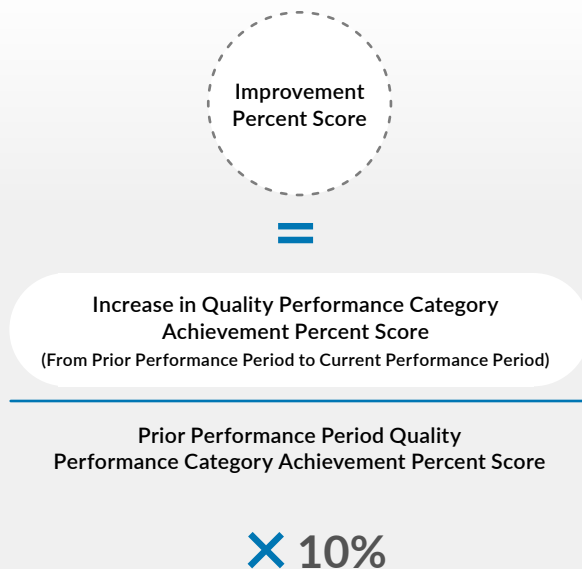 Improvement
Percent Score
=
Increase in Quality Performance Category
Achievement Percent Score
(From Prior Performance Period to Current Performance Period)
Prior Performance Period Quality
Performance Category Achievement Percent Score
× 10%